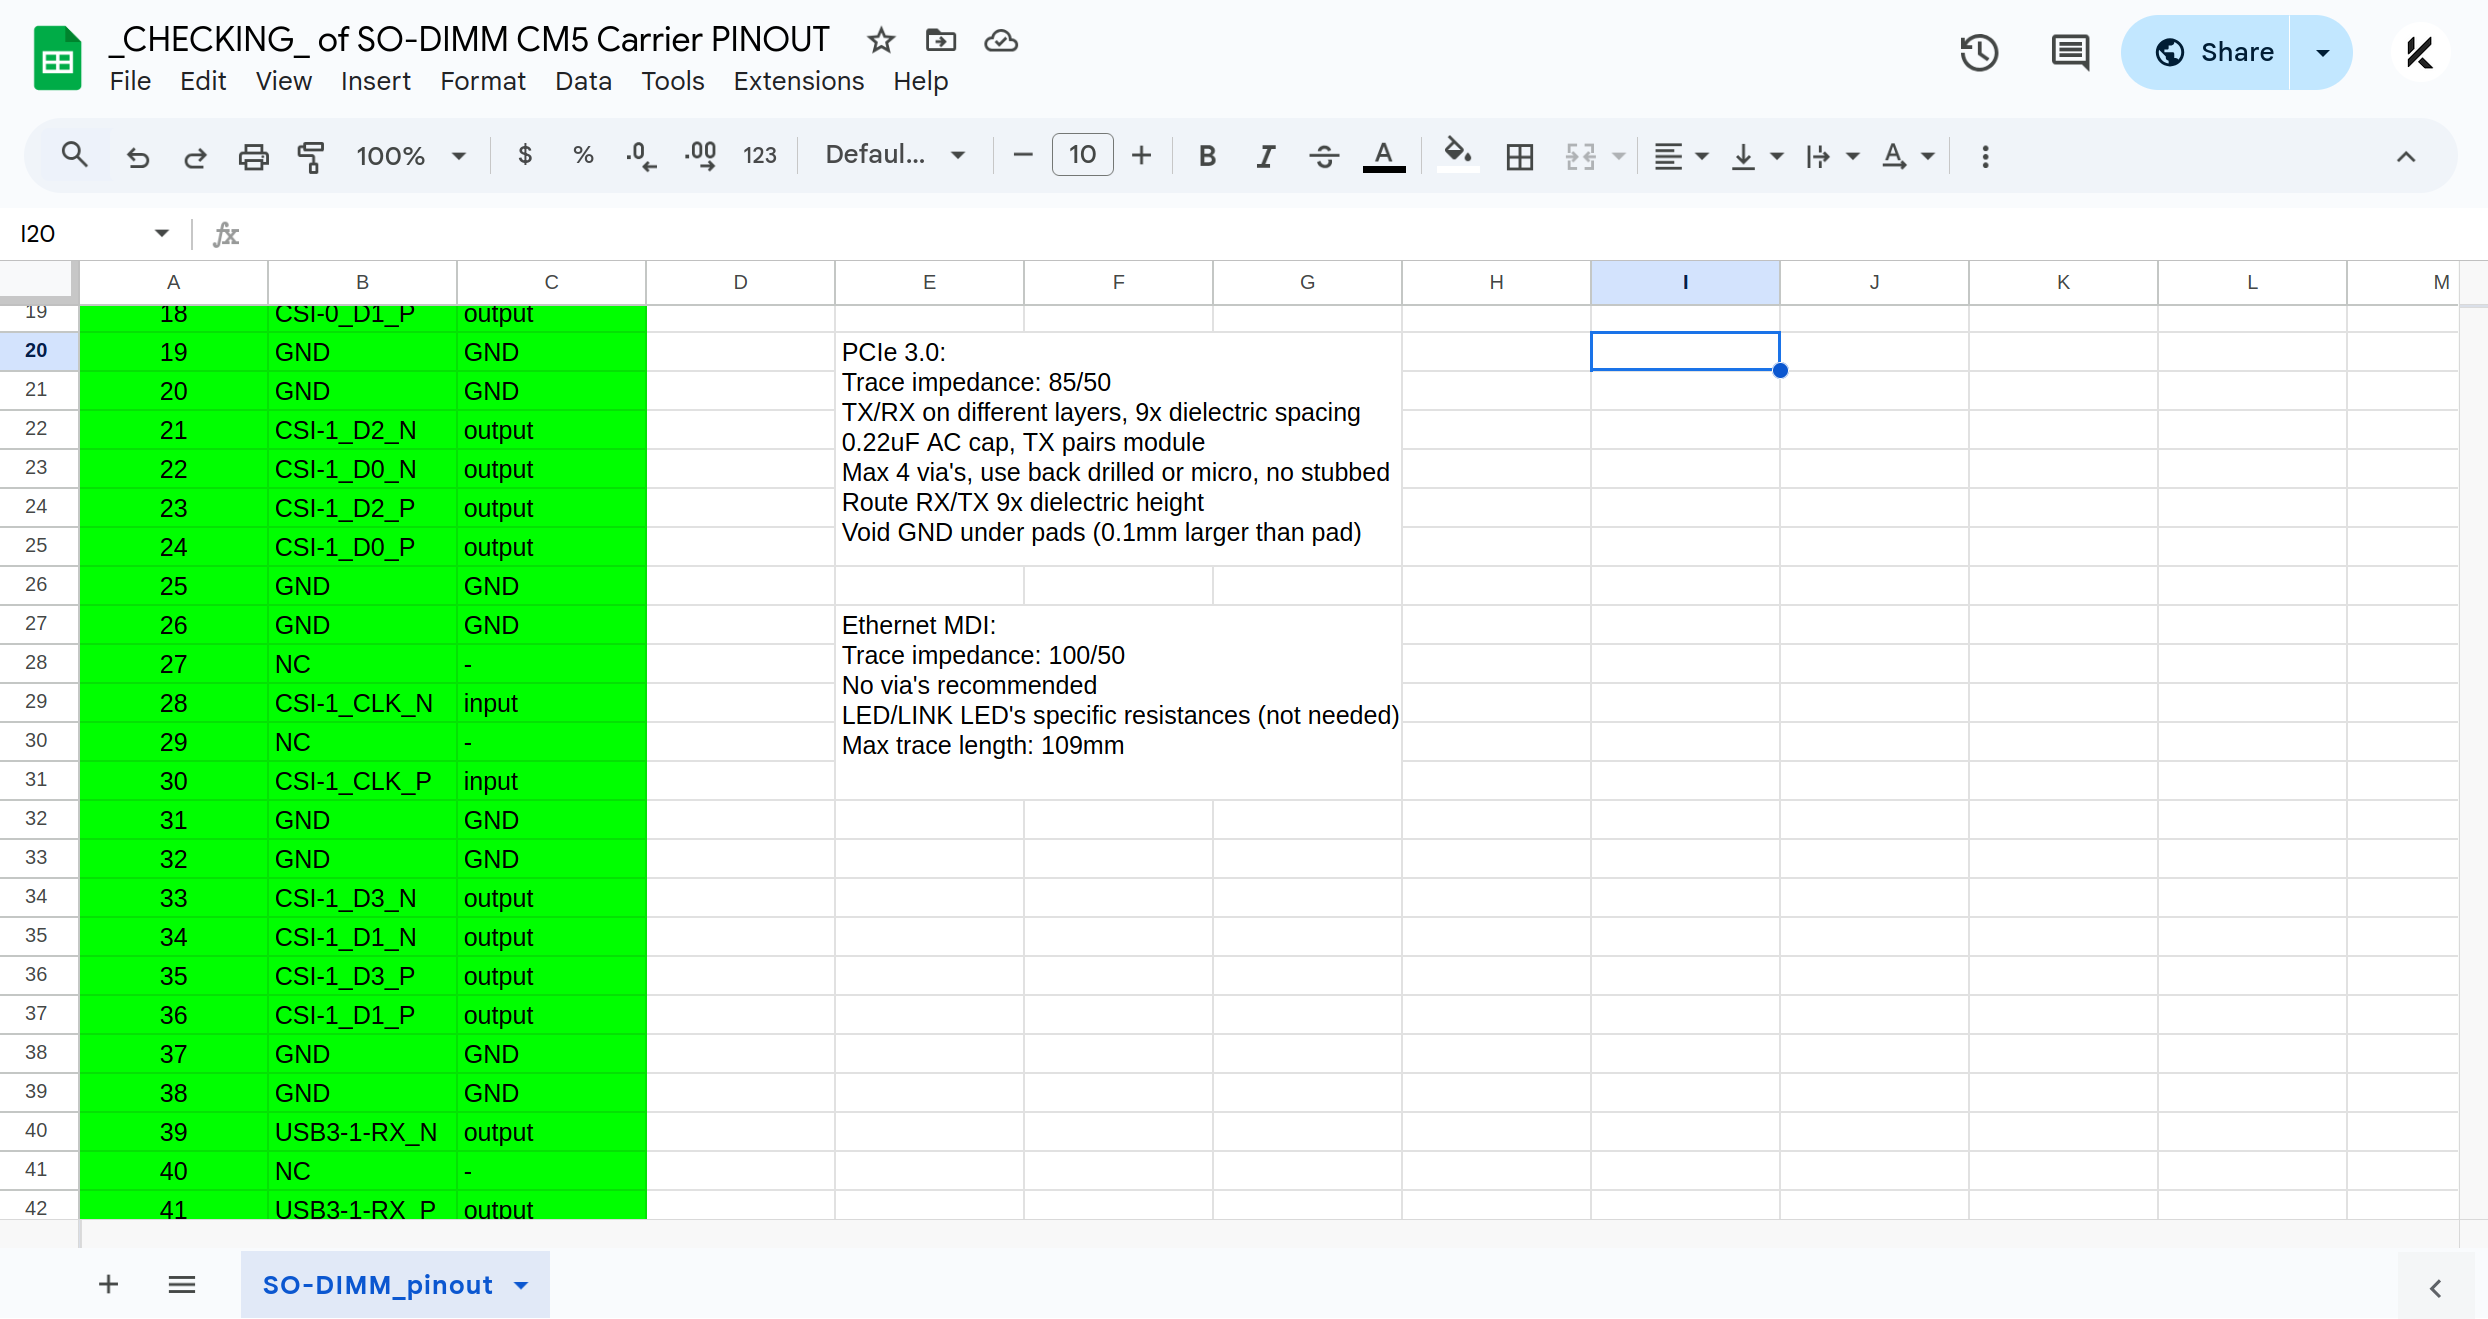 _CHECKING_ of SO-DIMM CM5 Carrier PINOUT
File Edit View Insert Format Data Tools Extensions Help
Share
100% $ % .0 .00 123 Defaul... 10 B I A A
I20 fx
A B C D E F G H I J K L M
19 18 CSI-0_D1_P output
20 19 GND GND
21 20 GND GND
22 21 CSI-1_D2_N output
23 22 CSI-1_D0_N output
24 23 CSI-1_D2_P output
25 24 CSI-1_D0_P output
26 25 GND GND
27 26 GND GND
28 27 NC -
29 28 CSI-1_CLK_N input
30 29 NC -
31 30 CSI-1_CLK_P input
32 31 GND GND
33 32 GND GND
34 33 CSI-1_D3_N output
35 34 CSI-1_D1_N output
36 35 CSI-1_D3_P output
37 36 CSI-1_D1_P output
38 37 GND GND
39 38 GND GND
40 39 USB3-1-RX_N output
41 40 NC -
42 41 USB3-1-RX_P output
PCIe 3.0:
Trace impedance: 85/50
TX/RX on different layers, 9x dielectric spacing
0.22uF AC cap, TX pairs module
Max 4 via's, use back drilled or micro, no stubbed
Route RX/TX 9x dielectric height
Void GND under pads (0.1mm larger than pad)
Ethernet MDI:
Trace impedance: 100/50
No via's recommended
LED/LINK LED's specific resistances (not needed)
Max trace length: 109mm
SO-DIMM_pinout